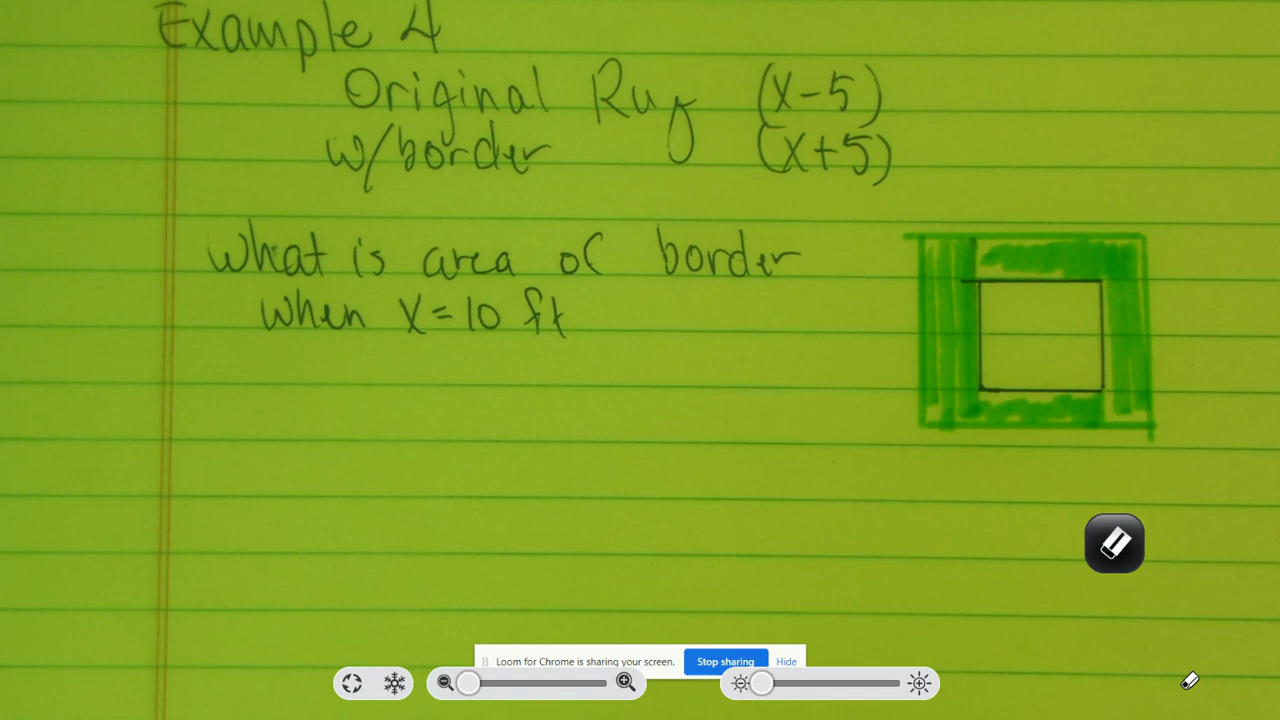 Example 4
Original Rug (x-5)
w/border (x+5)
What is area of border
when x=10 ft
Loom for Chrome is sharing your screen. Stop sharing Hide